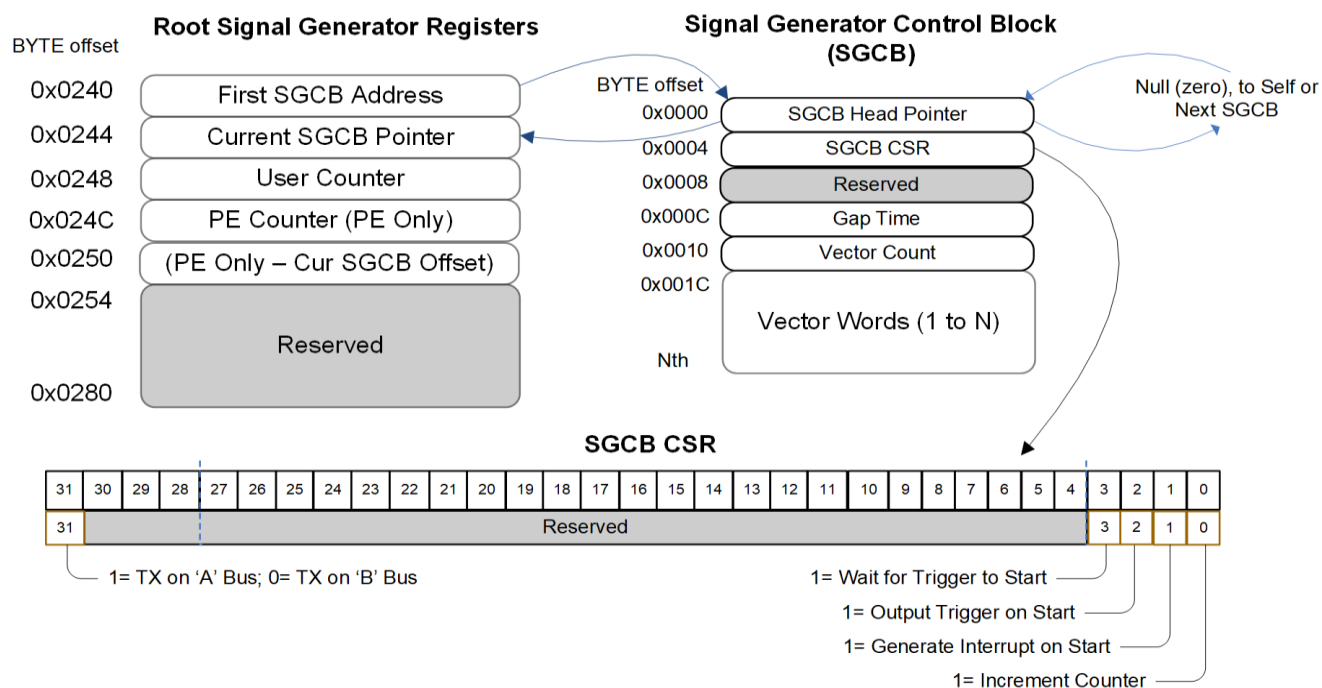 Root Signal Generator Registers
BYTE offset
0x0240
First SGCB Address
0x0244
Current SGCB Pointer
0x0248
User Counter
0x024C
PE Counter (PE Only)
0x0250
(PE Only – Cur SGCB Offset)
0x0254
Reserved
0x0280
Signal Generator Control Block
(SGCB)
BYTE offset
0x0000
SGCB Head Pointer
0x0004
SGCB CSR
0x0008
Reserved
0x000C
Gap Time
0x0010
Vector Count
0x001C
Vector Words (1 to N)
Nth
Null (zero), to Self or
Next SGCB
SGCB CSR
31 30 29 28 27 26 25 24 23 22 21 20 19 18 17 16 15 14 13 12 11 10 9 8 7 6 5 4 3 2 1 0
31 Reserved 3 2 1 0
1= TX on ‘A’ Bus; 0= TX on ‘B’ Bus
1= Wait for Trigger to Start
1= Output Trigger on Start
1= Generate Interrupt on Start
1= Increment Counter